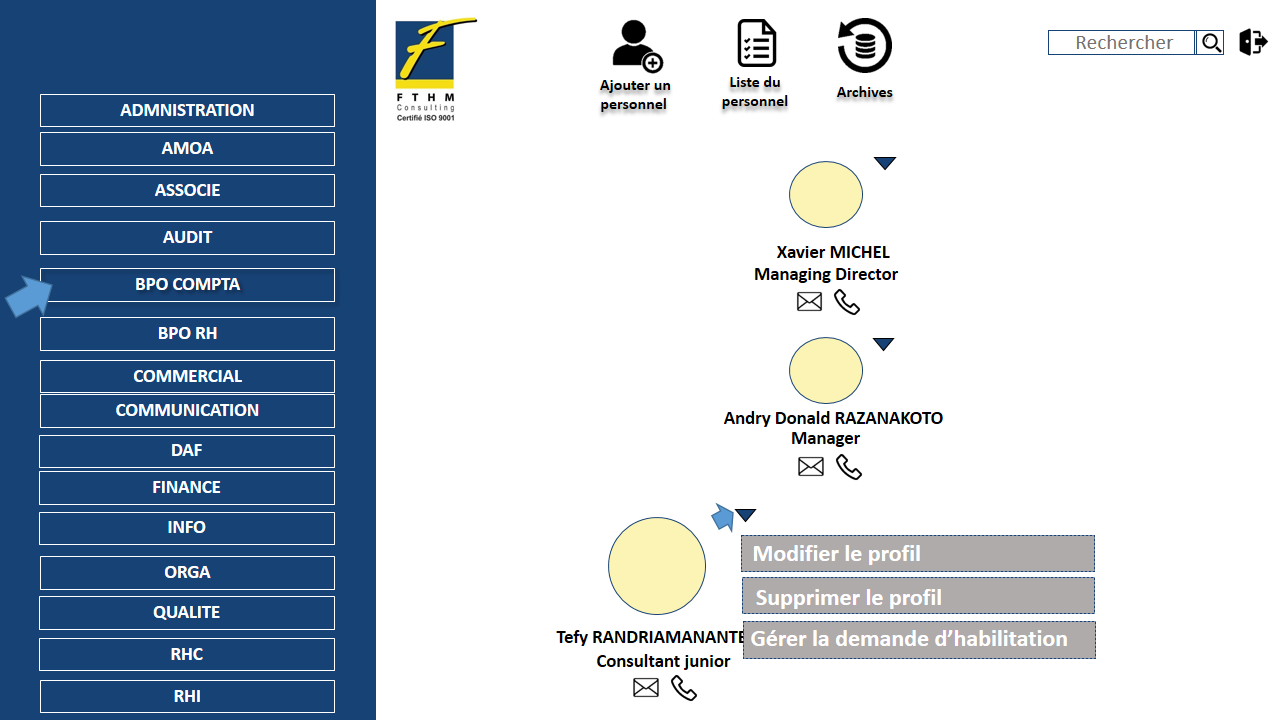 ADMNISTRATION
AMOA
ASSOCIE
AUDIT
BPO COMPTA
BPO RH
COMMERCIAL
COMMUNICATION
DAF
FINANCE
INFO
ORGA
QUALITE
RHC
RHI
F
FTHM
Consulting
Certifié ISO 9001
Ajouter un
personnel
Liste du
personnel
Archives
Rechercher
Xavier MICHEL
Managing Director
Andry Donald RAZANAKOTO
Manager
Modifier le profil
Supprimer le profil
Gérer la demande d’habilitation
Tefy RANDRIAMANANTE
Consultant junior